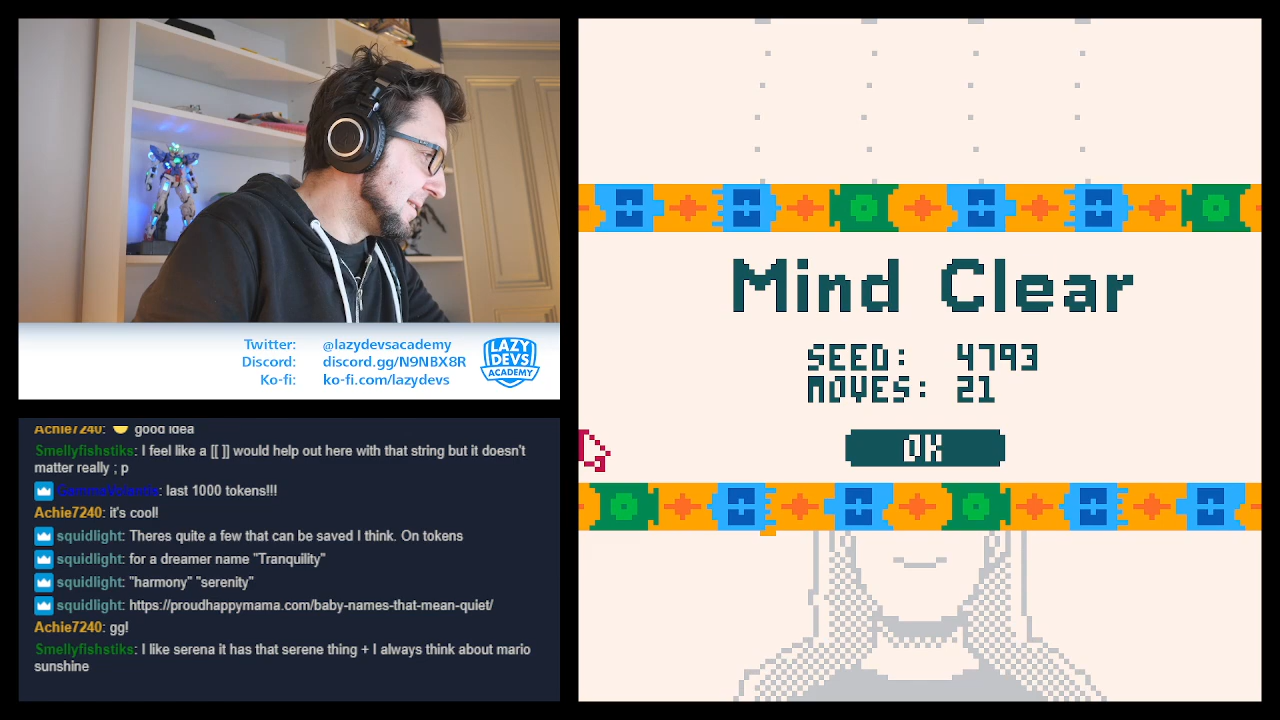 Twitter: @lazydevsacademy
Discord: discord.gg/N9NBX8R
Ko-fi: ko-fi.com/lazydevs
LAZY
DEVS
ACADEMY
Achie7240: good idea
Smellyfishstiks: I feel like a [[ ]] would help out here with that string but it doesn't
matter really ; p
GammaVolantis: last 1000 tokens!!!
Achie7240: it's cool!
squidlight: Theres quite a few that can be saved I think. On tokens
squidlight: for a dreamer name "Tranquility"
squidlight: "harmony" "serenity"
squidlight: https://proudhappymama.com/baby-names-that-mean-quiet/
Achie7240: gg!
Smellyfishstiks: I like serena it has that serene thing + I always think about mario
sunshine
Mind Clear
SEED: 4793
MOVES: 21
OK